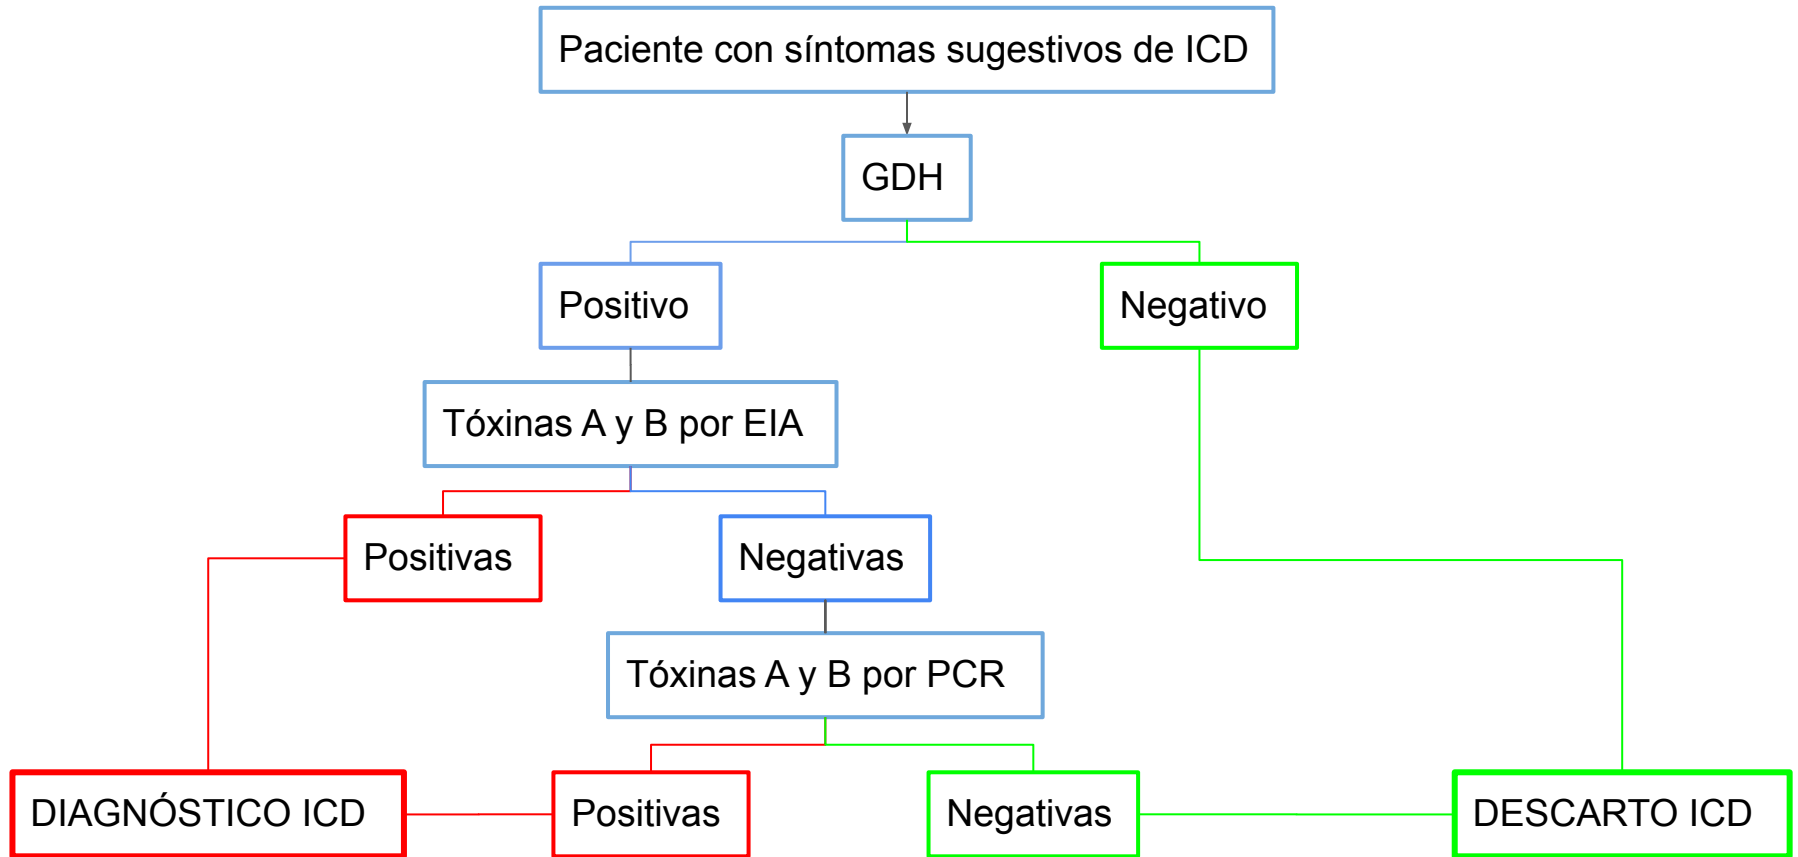 Paciente con síntomas sugestivos de ICD
GDH
Positivo
Negativo
Tóxinas A y B por EIA
Positivas
Negativas
Tóxinas A y B por PCR
DIAGNÓSTICO ICD
Positivas
Negativas
DESCARTO ICD